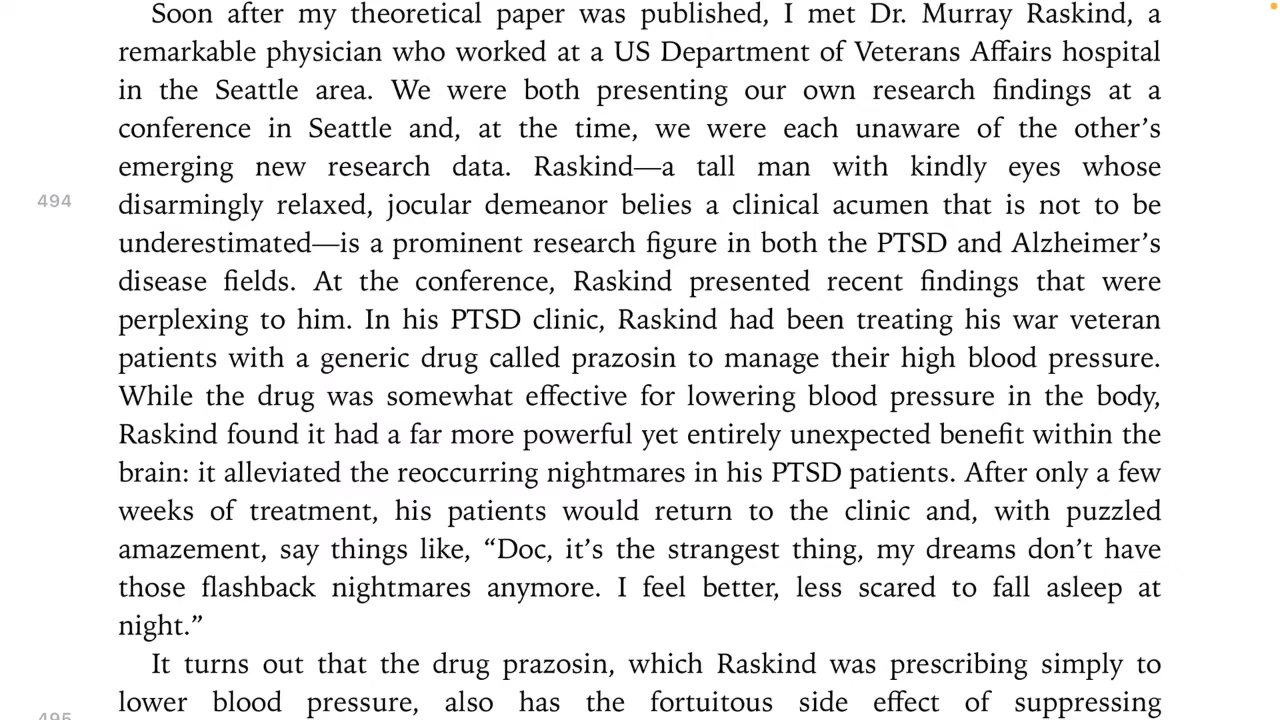 Soon after my theoretical paper was published, I met Dr. Murray Raskind, a
remarkable physician who worked at a US Department of Veterans Affairs hospital
in the Seattle area. We were both presenting our own research findings at a
conference in Seattle and, at the time, we were each unaware of the other’s
emerging new research data. Raskind—a tall man with kindly eyes whose
494
disarmingly relaxed, jocular demeanor belies a clinical acumen that is not to be
underestimated—is a prominent research figure in both the PTSD and Alzheimer’s
disease fields. At the conference, Raskind presented recent findings that were
perplexing to him. In his PTSD clinic, Raskind had been treating his war veteran
patients with a generic drug called prazosin to manage their high blood pressure.
While the drug was somewhat effective for lowering blood pressure in the body,
Raskind found it had a far more powerful yet entirely unexpected benefit within the
brain: it alleviated the reoccurring nightmares in his PTSD patients. After only a few
weeks of treatment, his patients would return to the clinic and, with puzzled
amazement, say things like, “Doc, it’s the strangest thing, my dreams don’t have
those flashback nightmares anymore. I feel better, less scared to fall asleep at
night.”
It turns out that the drug prazosin, which Raskind was prescribing simply to
lower blood pressure, also has the fortuitous side effect of suppressing
495